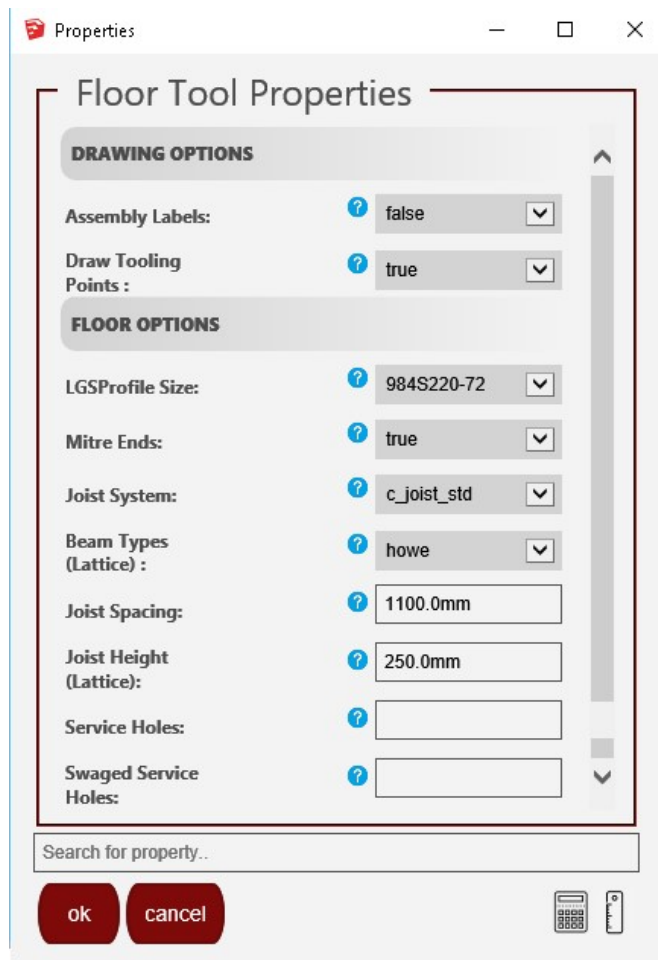 Properties
Floor Tool Properties
DRAWING OPTIONS
Assembly Labels:
? false
Draw Tooling
Points :
? true
FLOOR OPTIONS
LGSProfile Size:
? 984S220-72
Mitre Ends:
? true
Joist System:
? c_joist_std
Beam Types
(Lattice) :
? howe
Joist Spacing:
? 1100.0mm
Joist Height
(Lattice):
? 250.0mm
Service Holes:
?
Swaged Service
Holes:
?
Search for property..
ok cancel